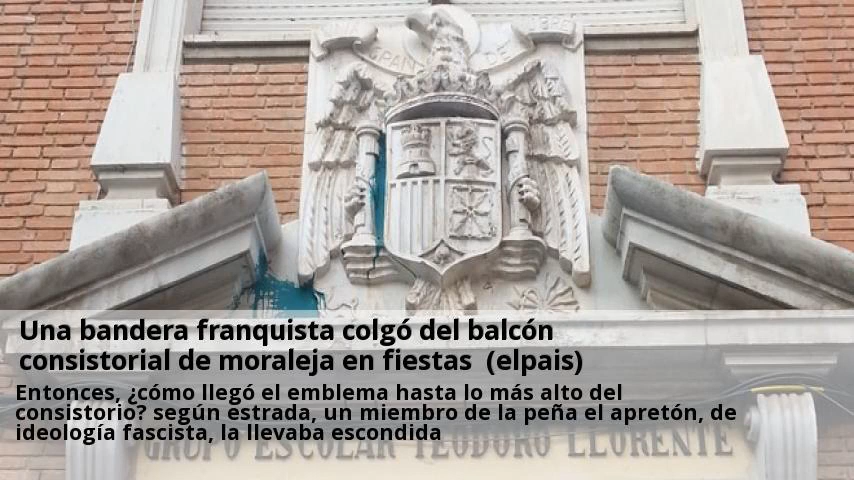 Una bandera franquista colgó del balcón
consistorial de moraleja en fiestas (elpais)
Entonces, ¿cómo llegó el emblema hasta lo más alto del
consistorio? según estrada, un miembro de la peña el apretón, de
ideología fascista, la llevaba escondida
GRUPO ESCOLAR TEODORO LLORENTE